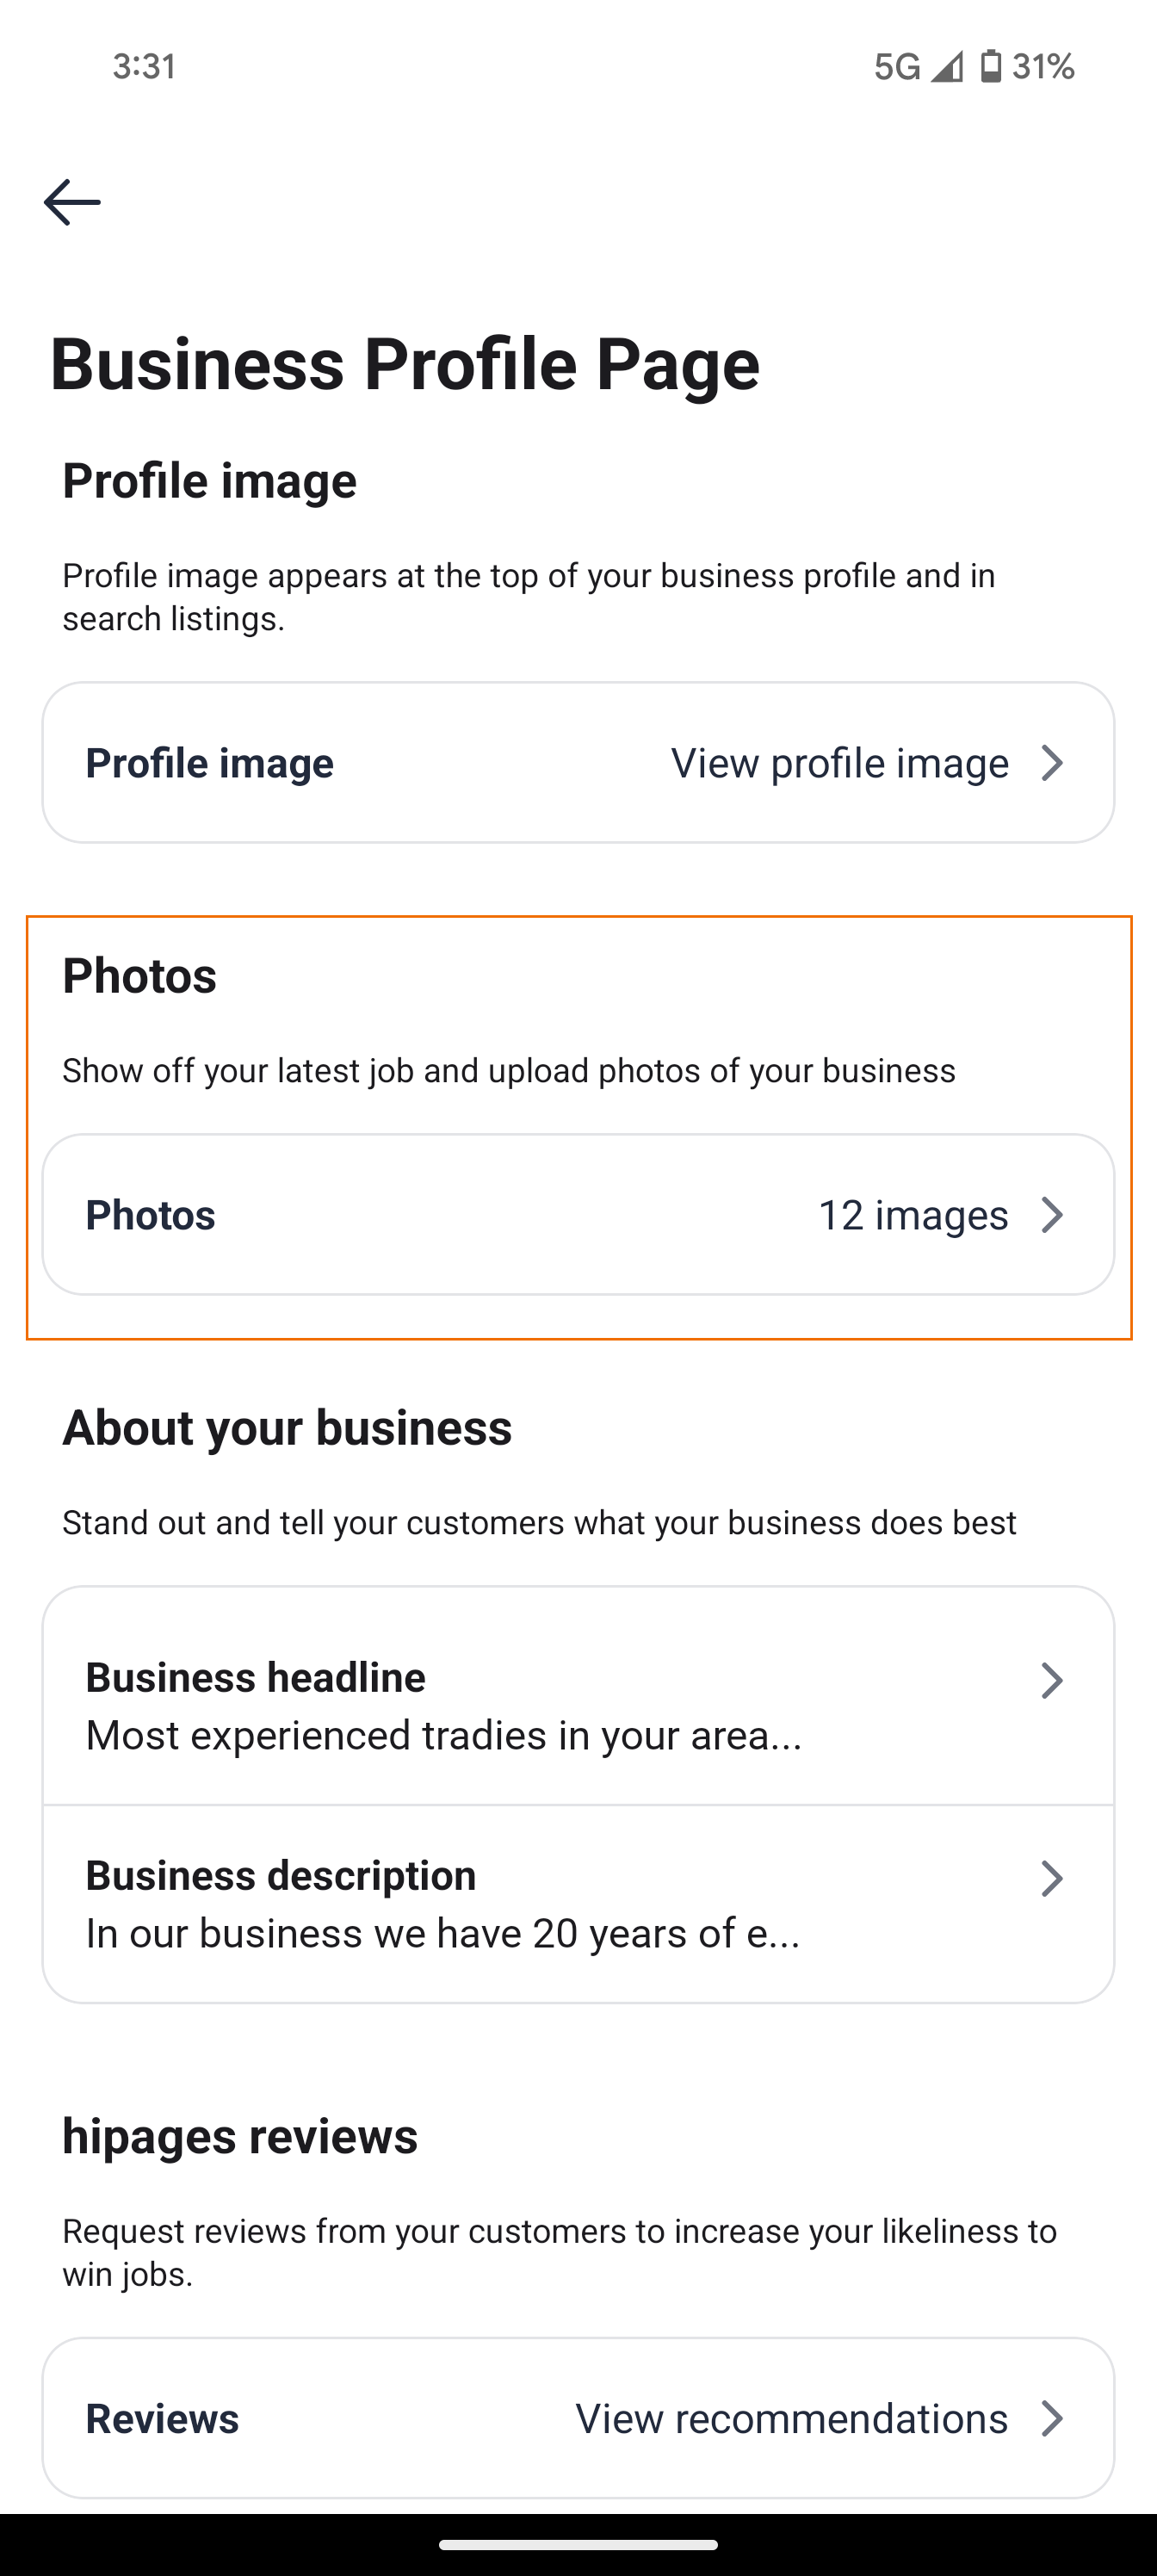 3:31
5G 31%
Business Profile Page
Profile image
Profile image appears at the top of your business profile and in
search listings.
Profile image View profile image
Photos
Show off your latest job and upload photos of your business
Photos 12 images
About your business
Stand out and tell your customers what your business does best
Business headline
Most experienced tradies in your area...
Business description
In our business we have 20 years of e...
hipages reviews
Request reviews from your customers to increase your likeliness to
win jobs.
Reviews View recommendations